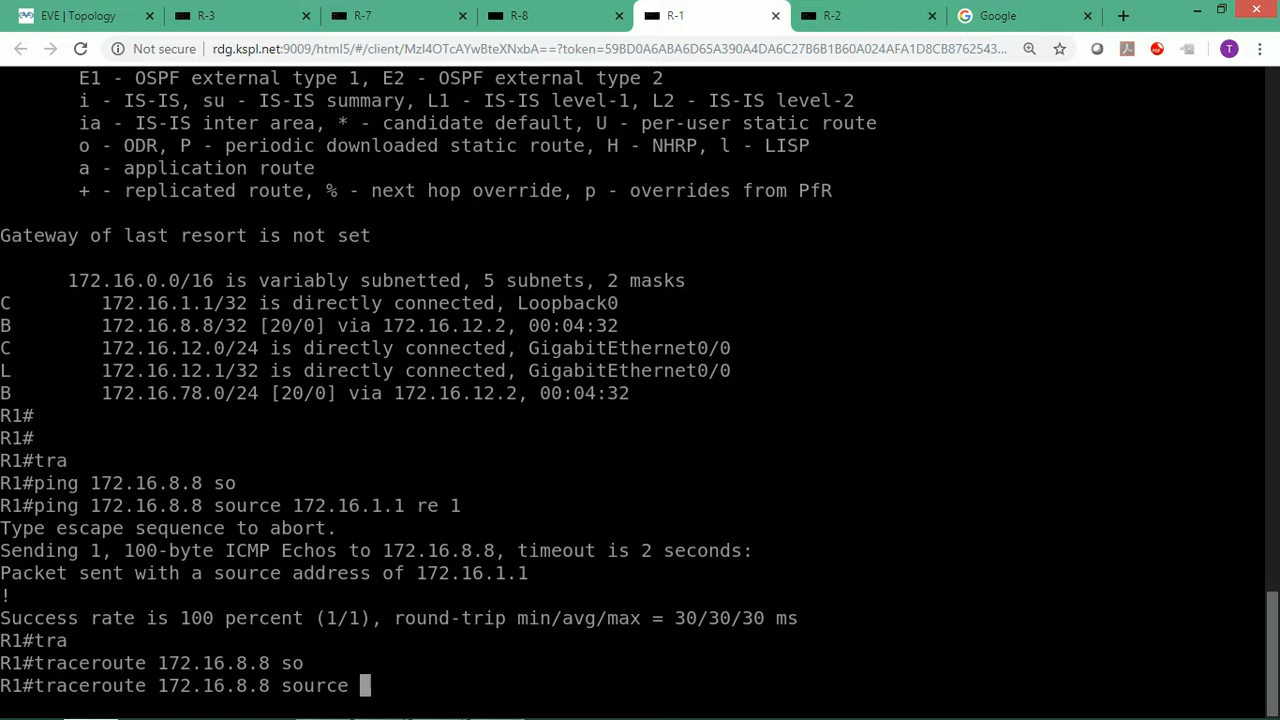 EVE | Topology
R-3
R-7
R-8
R-1
R-2
Google
Not secure rdg.kspl.net:9009/html5/#/client/MzI4OTcAYwBteXNxbA==?token=59BD0A6ABA6D65A390A4DA6C27B6B1B60A024AFA1D8CB8762543...
T
E1 - OSPF external type 1, E2 - OSPF external type 2
i - IS-IS, su - IS-IS summary, L1 - IS-IS level-1, L2 - IS-IS level-2
ia - IS-IS inter area, * - candidate default, U - per-user static route
o - ODR, P - periodic downloaded static route, H - NHRP, l - LISP
a - application route
+ - replicated route, % - next hop override, p - overrides from PfR
Gateway of last resort is not set
172.16.0.0/16 is variably subnetted, 5 subnets, 2 masks
C 172.16.1.1/32 is directly connected, Loopback0
B 172.16.8.8/32 [20/0] via 172.16.12.2, 00:04:32
C 172.16.12.0/24 is directly connected, GigabitEthernet0/0
L 172.16.12.1/32 is directly connected, GigabitEthernet0/0
B 172.16.78.0/24 [20/0] via 172.16.12.2, 00:04:32
R1#
R1#
R1#tra
R1#ping 172.16.8.8 so
R1#ping 172.16.8.8 source 172.16.1.1 re 1
Type escape sequence to abort.
Sending 1, 100-byte ICMP Echos to 172.16.8.8, timeout is 2 seconds:
Packet sent with a source address of 172.16.1.1
!
Success rate is 100 percent (1/1), round-trip min/avg/max = 30/30/30 ms
R1#tra
R1#traceroute 172.16.8.8 so
R1#traceroute 172.16.8.8 source